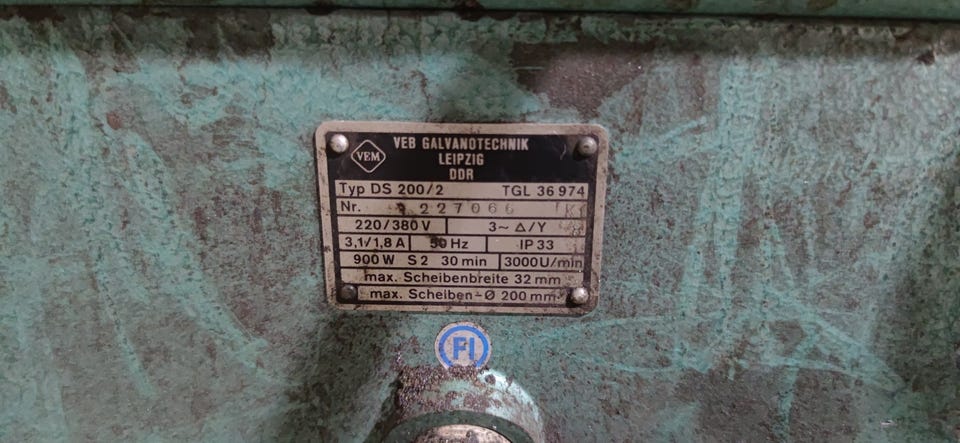 VEM
VEB GALVANOTECHNIK
LEIPZIG
DDR
Typ DS 200/2 TGL 36 974
Nr. 227066
220/380 V 3~ Δ/Y
3,1/1,8 A 50 Hz IP 33
900 W S 2 30 min 3000 U/min
max. Scheibenbreite 32 mm
max. Scheiben-Ø 200 mm
FI